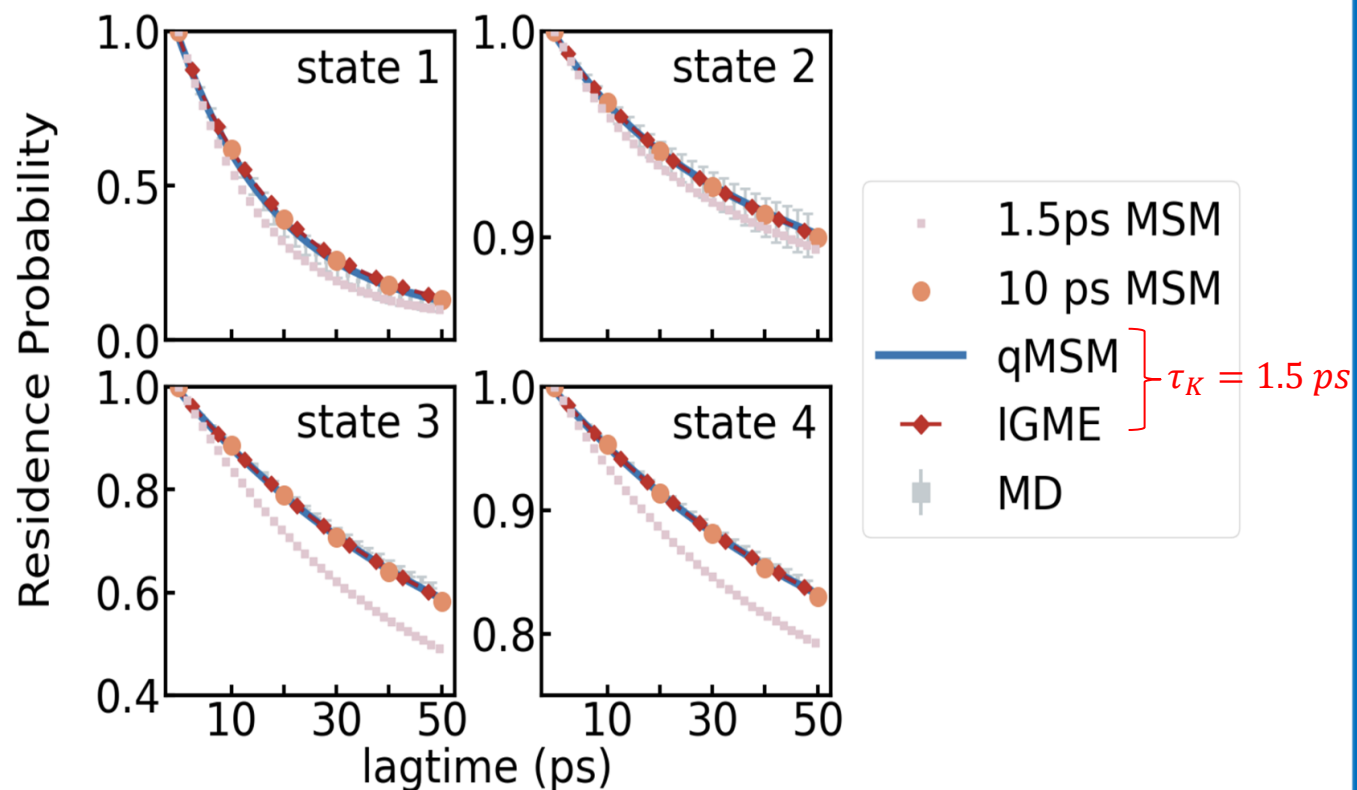 Residence Probability
1.0
0.5
0.0
state 1
1.0
0.9
state 2
1.0
0.8
0.6
0.4
state 3
10 30 50
1.0
0.9
0.8
state 4
10 30 50
lagtime (ps)
1.5ps MSM
10 ps MSM
qMSM
IGME
MD
τ_K = 1.5 ps